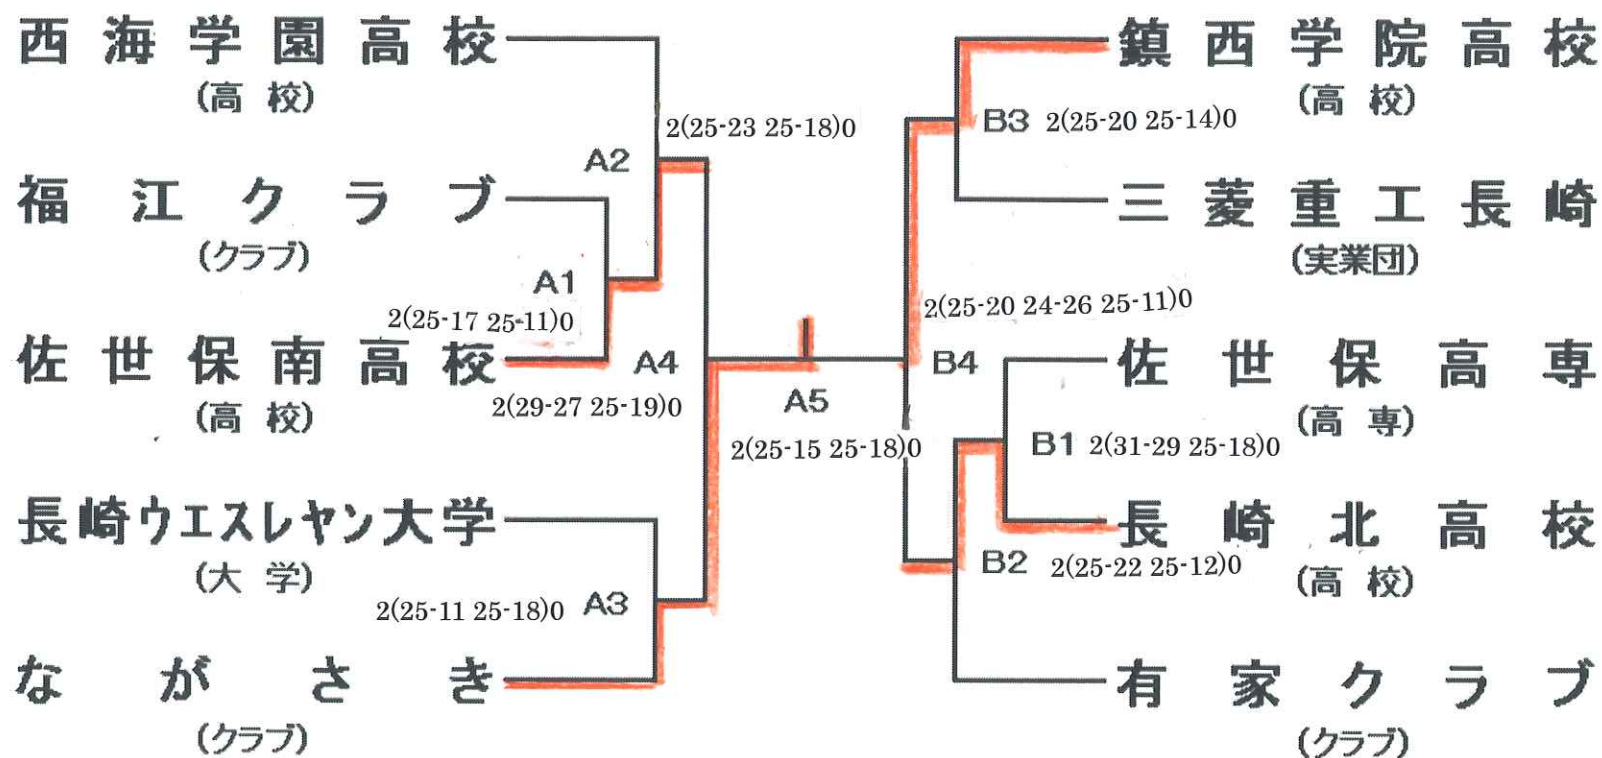 西海学園高校
(高校)
福江クラブ
(クラブ)
佐世保南高校
(高校)
長崎ウエスレヤン大学
(大学)
ながさき
(クラブ)
A2
2(25-23 25-18)0
A1
2(25-17 25-11)0
A4
2(29-27 25-19)0
A3
2(25-11 25-18)0
A5
2(25-15 25-18)0
鎮西学院高校
(高校)
B3 2(25-20 25-14)0
三菱重工長崎
(実業団)
2(25-20 24-26 25-11)0
B4
佐世保高専
(高専)
B1 2(31-29 25-18)0
長崎北高校
(高校)
B2 2(25-22 25-12)0
有家クラブ
(クラブ)